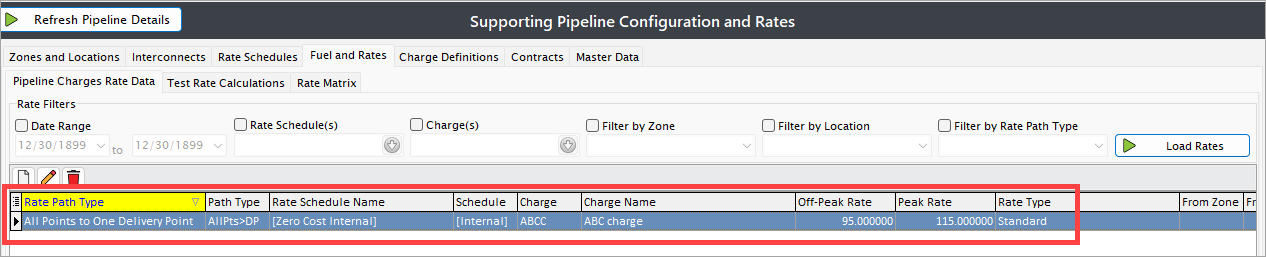 Refresh Pipeline Details
Supporting Pipeline Configuration and Rates
Zones and Locations Interconnects Rate Schedules Fuel and Rates Charge Definitions Contracts Master Data
Pipeline Charges Rate Data Test Rate Calculations Rate Matrix
Rate Filters
Date Range Rate Schedule(s) Charge(s) Filter by Zone Filter by Location Filter by Rate Path Type
12/30/1899 to 12/30/1899 Load Rates
Rate Path Type Path Type Rate Schedule Name Schedule Charge Charge Name Off-Peak Rate Peak Rate Rate Type From Zone Fr
All Points to One Delivery Point AllPts>DP [Zero Cost Internal] [Internal] ABCC ABC charge 95.000000 115.000000 Standard